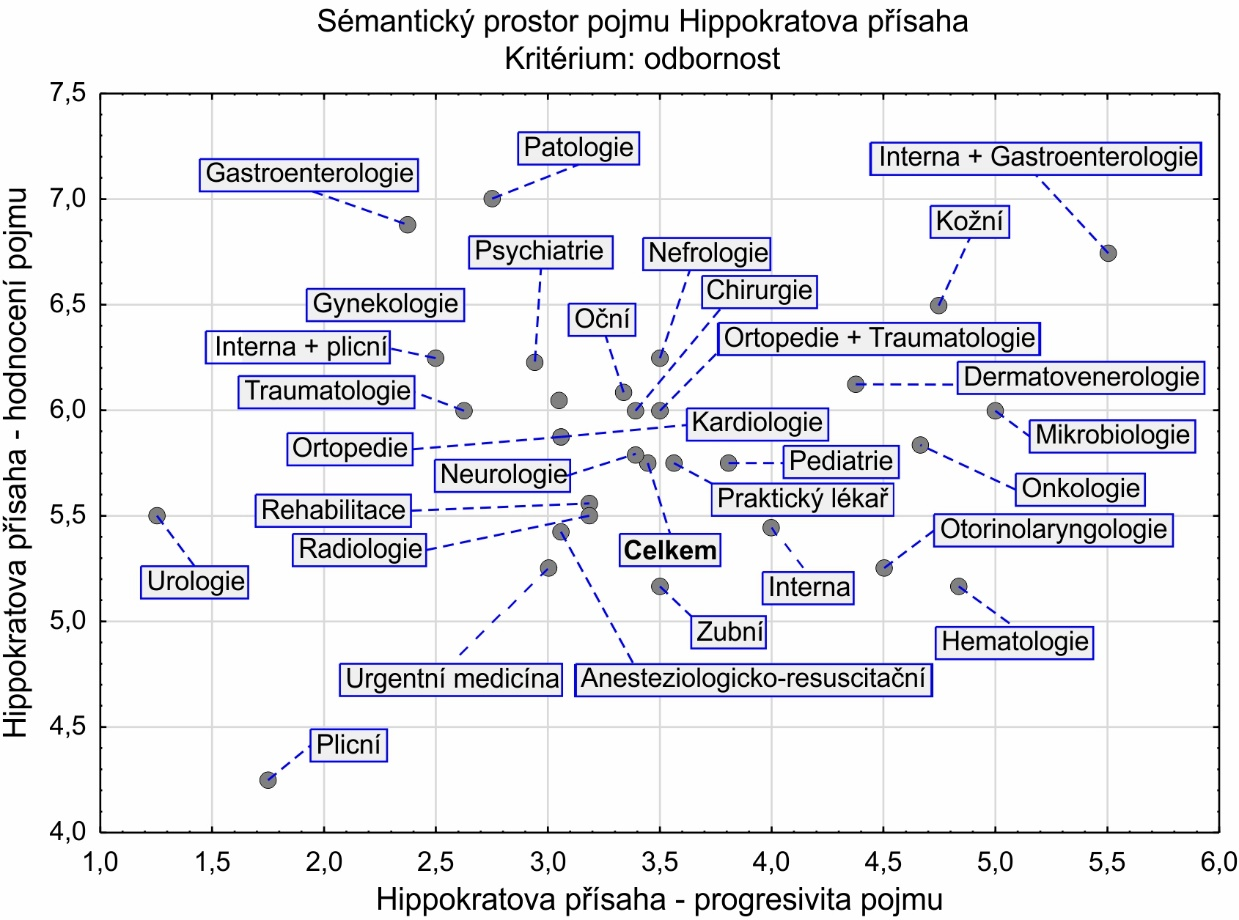 Sémantický prostor pojmu Hippokratova přísaha
Kritérium: odbornost
Hippokratova přísaha - hodnocení pojmu
7,5
7,0
6,5
6,0
5,5
5,0
4,5
4,0
Patologie
Interna + Gastroenterologie
Gastroenterologie
Kožní
Psychiatrie
Nefrologie
Chirurgie
Gynekologie
Oční
Ortopedie + Traumatologie
Interna + plicní
Dermatovenerologie
Traumatologie
Kardiologie
Mikrobiologie
Ortopedie
Pediatrie
Neurologie
Onkologie
Praktický lékař
Rehabilitace
Otorinolaryngologie
Radiologie
Celkem
Urologie
Interna
Zubní
Hematologie
Urgentní medicína
Anesteziologicko-resuscitační
Plicní
1,0 1,5 2,0 2,5 3,0 3,5 4,0 4,5 5,0 5,5 6,0
Hippokratova přísaha - progresivita pojmu